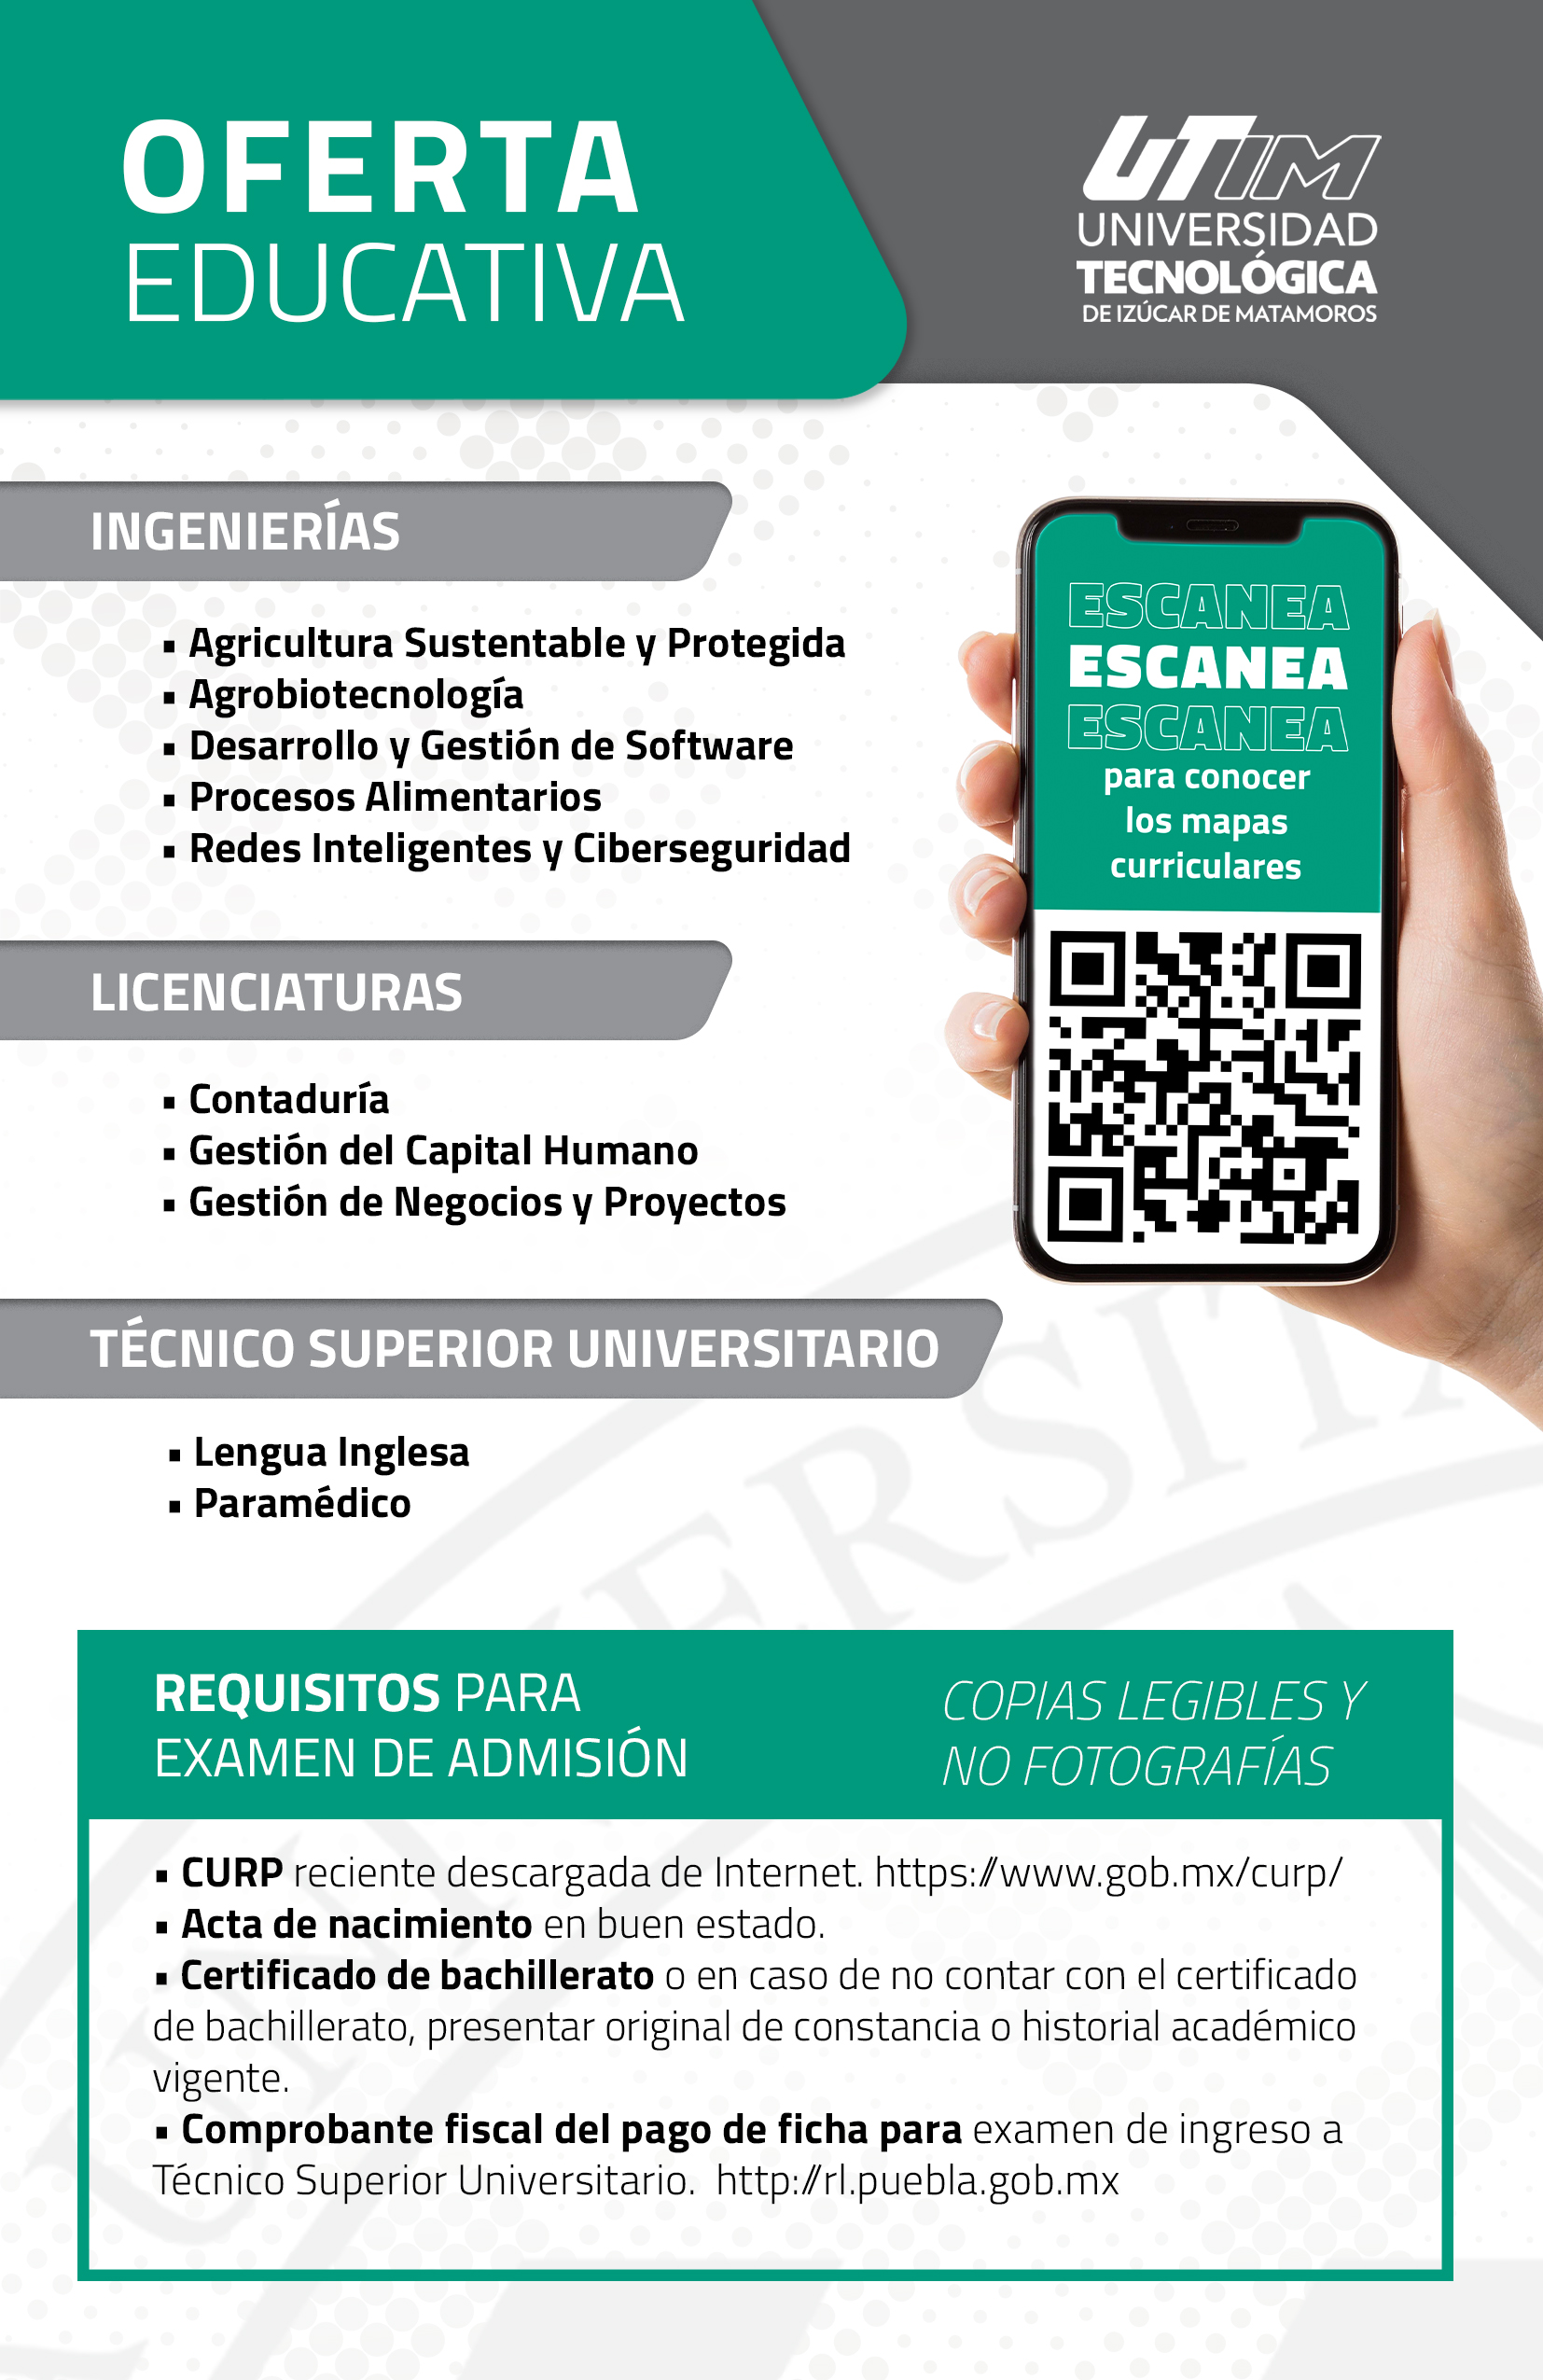 OFERTA
EDUCATIVA
UTIM
UNIVERSIDAD
TECNOLÓGICA
DE IZÚCAR DE MATAMOROS
INGENIERÍAS
▪ Agricultura Sustentable y Protegida
▪ Agrobiotecnología
▪ Desarrollo y Gestión de Software
▪ Procesos Alimentarios
▪ Redes Inteligentes y Ciberseguridad
ESCANEA
ESCANEA
ESCANEA
para conocer
los mapas
curriculares
LICENCIATURAS
▪ Contaduría
▪ Gestión del Capital Humano
▪ Gestión de Negocios y Proyectos
TÉCNICO SUPERIOR UNIVERSITARIO
▪ Lengua Inglesa
▪ Paramédico
REQUISITOS PARA
EXAMEN DE ADMISIÓN
COPIAS LEGIBLES Y
NO FOTOGRAFÍAS
▪ CURP reciente descargada de Internet. https://www.gob.mx/curp/
▪ Acta de nacimiento en buen estado.
▪ Certificado de bachillerato o en caso de no contar con el certificado
de bachillerato, presentar original de constancia o historial académico
vigente.
▪ Comprobante fiscal del pago de ficha para examen de ingreso a
Técnico Superior Universitario. http://rl.puebla.gob.mx